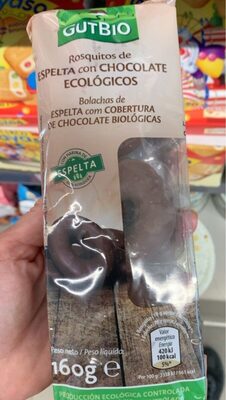 GUTBIO
Rosquitos de
ESPELTA con CHOCOLATE
ECOLÓGICOS
Bolachas de
ESPELTA com COBERTURA
DE CHOCOLATE BIOLÓGICAS
ESPELTA
Peso neto / Peso líquido
160g e
Valor
energético
Energia
420 kJ
100 kcal
5%*
PRODUCCIÓN ECOLÓGICA CONTROLADA